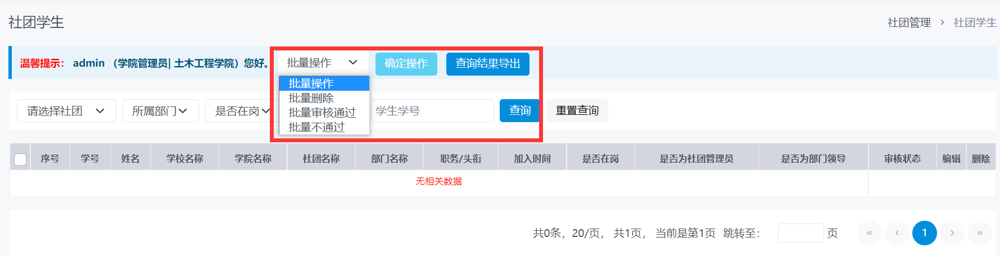 社团学生
社团管理 > 社团学生
温馨提示： admin （学院管理员| 土木工程学院）您好。 批量操作 确定操作 查询结果导出
批量操作
批量删除
批量审核通过
批量不通过
请选择社团 所属部门 是否在岗 学生学号 查询 重置查询
序号 学号 姓名 学校名称 学院名称 社团名称 部门名称 职务/头衔 加入时间 是否在岗 是否为社团管理员 是否为部门领导 审核状态 编辑 删除
无相关数据
共0条，20/页， 共1页， 当前是第1页 跳转至： 页 « ‹ 1 › »